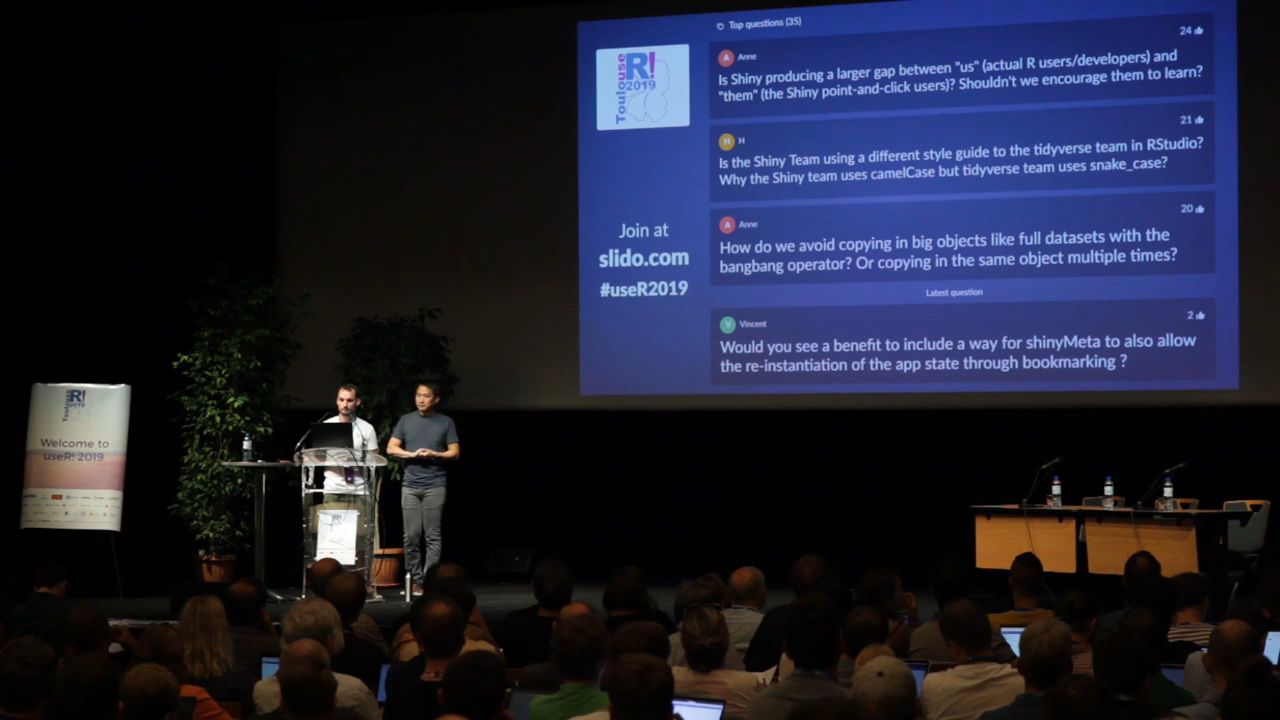 Top questions (35)
Toulouse
R!
2019
24
A Anne
Is Shiny producing a larger gap between "us" (actual R users/developers) and
"them" (the Shiny point-and-click users)? Shouldn't we encourage them to learn?
21
H H
Is the Shiny Team using a different style guide to the tidyverse team in RStudio?
Why the Shiny team uses camelCase but tidyverse team uses snake_case?
20
A Anne
How do we avoid copying in big objects like full datasets with the
bangbang operator? Or copying in the same object multiple times?
Join at
slido.com
#useR2019
Latest question
2
V Vincent
Would you see a benefit to include a way for shinyMeta to also allow
the re-instantiation of the app state through bookmarking ?
Toulouse
R!
2019
Welcome to
useR! 2019
R!